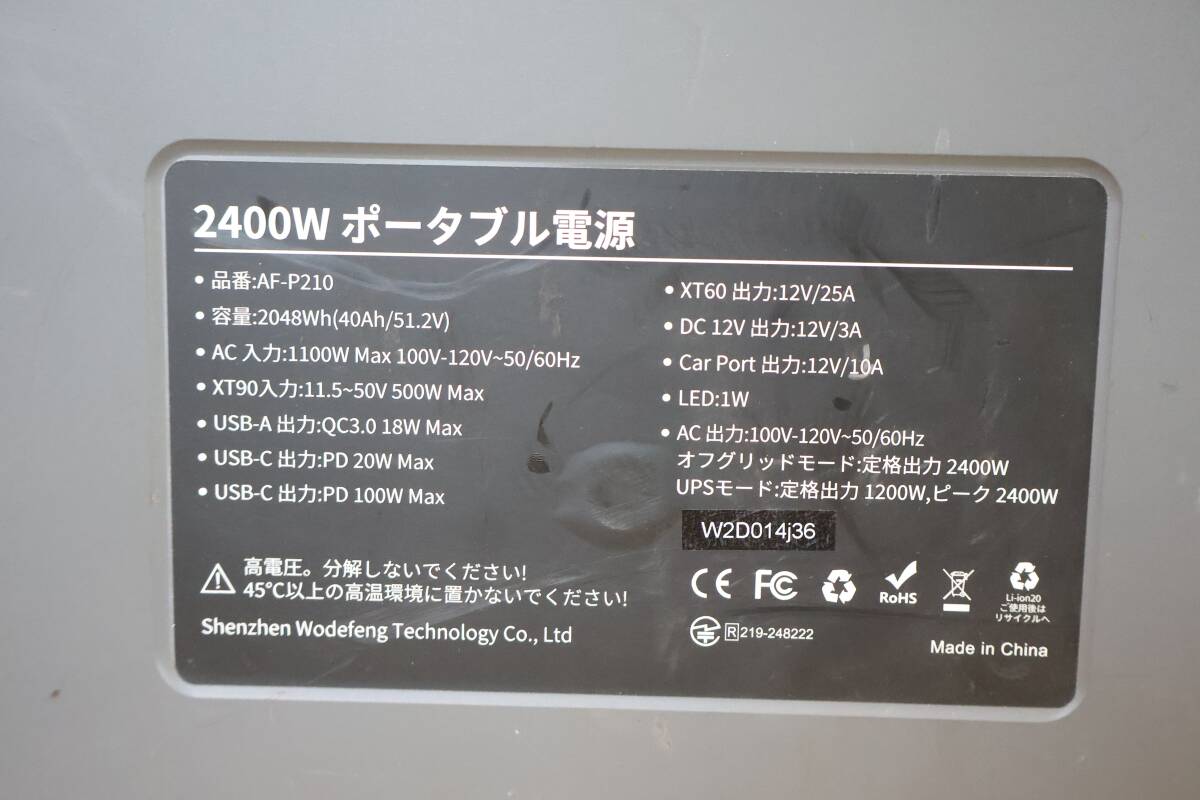 2400W ポータブル電源
• 品番:AF-P210
• 容量:2048Wh(40Ah/51.2V)
• AC 入力:1100W Max 100V-120V~50/60Hz
• XT90入力:11.5~50V 500W Max
• USB-A 出力:QC3.0 18W Max
• USB-C 出力:PD 20W Max
• USB-C 出力:PD 100W Max
• XT60 出力:12V/25A
• DC 12V 出力:12V/3A
• Car Port 出力:12V/10A
• LED:1W
• AC 出力:100V-120V~50/60Hz
オフグリッドモード:定格出力 2400W
UPSモード:定格出力 1200W,ピーク 2400W
W2D014j36
高電圧。分解しないでください!
45℃以上の高温環境に置かないでください!
Shenzhen Wodefeng Technology Co., Ltd
CE FC RoHS
Li-ion20
ご使用後は
リサイクルへ
R 219-248222
Made in China